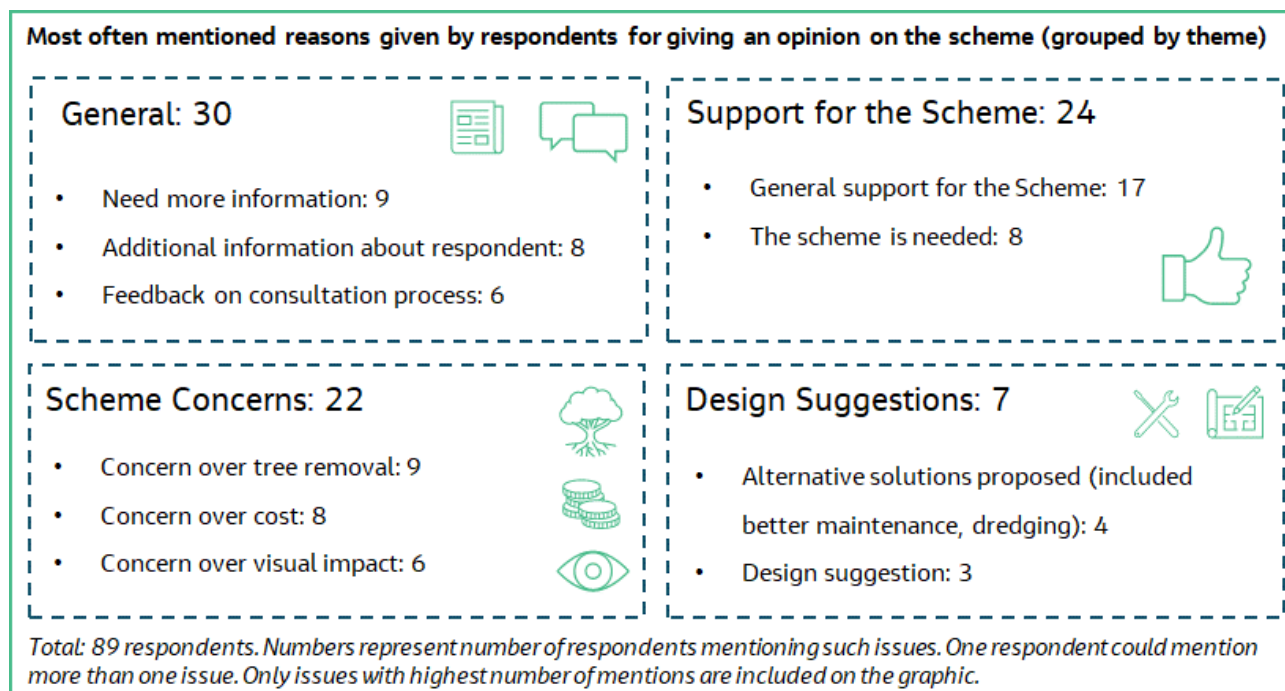 Most often mentioned reasons given by respondents for giving an opinion on the scheme (grouped by theme)
General: 30
• Need more information: 9
• Additional information about respondent: 8
• Feedback on consultation process: 6
Support for the Scheme: 24
• General support for the Scheme: 17
• The scheme is needed: 8
Scheme Concerns: 22
• Concern over tree removal: 9
• Concern over cost: 8
• Concern over visual impact: 6
Design Suggestions: 7
• Alternative solutions proposed (included
better maintenance, dredging): 4
• Design suggestion: 3
Total: 89 respondents. Numbers represent number of respondents mentioning such issues. One respondent could mention
more than one issue. Only issues with highest number of mentions are included on the graphic.